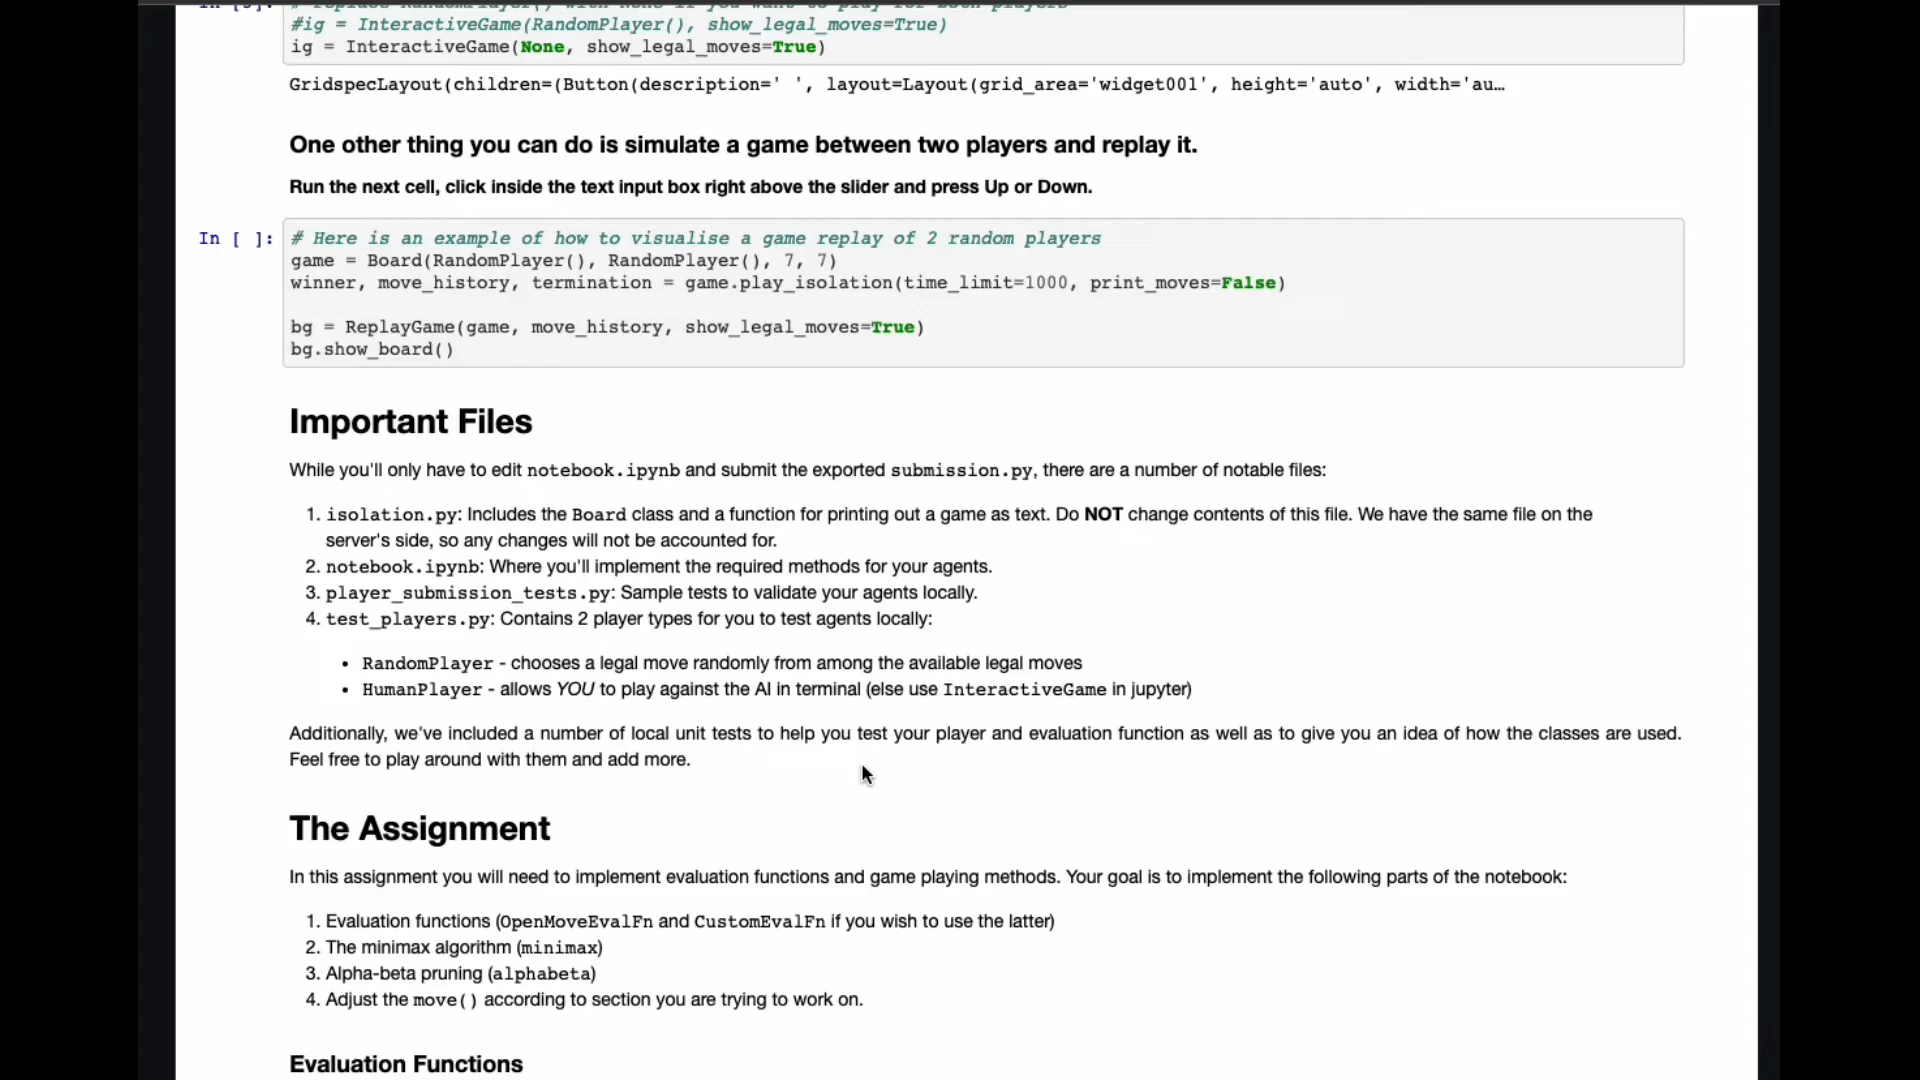 # replace RandomPlayer() with None if you want to play for both players
#ig = InteractiveGame(RandomPlayer(), show_legal_moves=True)
ig = InteractiveGame(None, show_legal_moves=True)
GridspecLayout(children=(Button(description=' ', layout=Layout(grid_area='widget001', height='auto', width='au…
One other thing you can do is simulate a game between two players and replay it.
Run the next cell, click inside the text input box right above the slider and press Up or Down.
In [ ]: # Here is an example of how to visualise a game replay of 2 random players
game = Board(RandomPlayer(), RandomPlayer(), 7, 7)
winner, move_history, termination = game.play_isolation(time_limit=1000, print_moves=False)
bg = ReplayGame(game, move_history, show_legal_moves=True)
bg.show_board()
Important Files
While you'll only have to edit notebook.ipynb and submit the exported submission.py, there are a number of notable files:
1. isolation.py: Includes the Board class and a function for printing out a game as text. Do NOT change contents of this file. We have the same file on the
server's side, so any changes will not be accounted for.
2. notebook.ipynb: Where you'll implement the required methods for your agents.
3. player_submission_tests.py: Sample tests to validate your agents locally.
4. test_players.py: Contains 2 player types for you to test agents locally:
• RandomPlayer - chooses a legal move randomly from among the available legal moves
• HumanPlayer - allows YOU to play against the AI in terminal (else use InteractiveGame in jupyter)
Additionally, we've included a number of local unit tests to help you test your player and evaluation function as well as to give you an idea of how the classes are used.
Feel free to play around with them and add more.
The Assignment
In this assignment you will need to implement evaluation functions and game playing methods. Your goal is to implement the following parts of the notebook:
1. Evaluation functions (OpenMoveEvalFn and CustomEvalFn if you wish to use the latter)
2. The minimax algorithm (minimax)
3. Alpha-beta pruning (alphabeta)
4. Adjust the move() according to section you are trying to work on.
Evaluation Functions